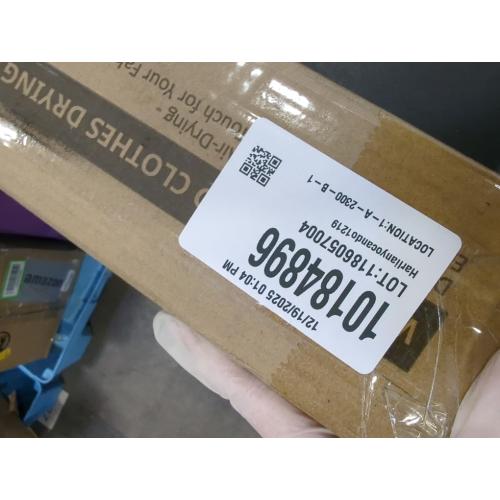 12/19/2025 01:04 PM
10184896
LOT:1186057004
Harlianyocando1219
LOCATION:1-A-2300-B-1
CLOTHES DRYING
Air-Drying
Touch for Your Fab
amazon